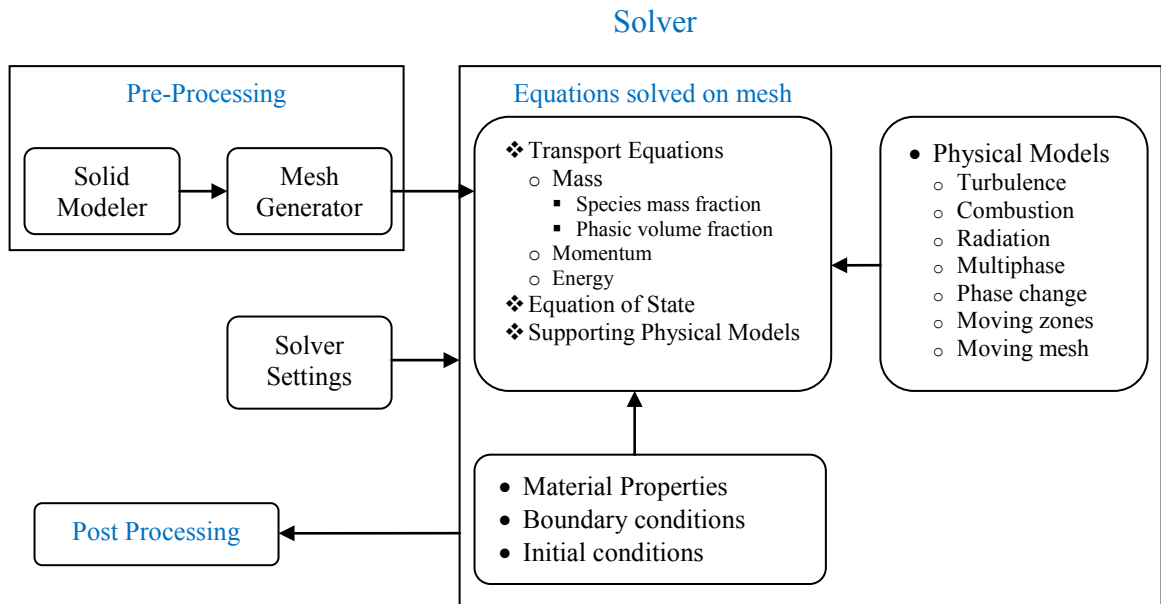 Solver
Pre-Processing
Solid
Modeler
Mesh
Generator
Equations solved on mesh
❖ Transport Equations
o Mass
▪ Species mass fraction
▪ Phasic volume fraction
o Momentum
o Energy
❖ Equation of State
❖ Supporting Physical Models
• Physical Models
o Turbulence
o Combustion
o Radiation
o Multiphase
o Phase change
o Moving zones
o Moving mesh
Solver
Settings
• Material Properties
• Boundary conditions
• Initial conditions
Post Processing